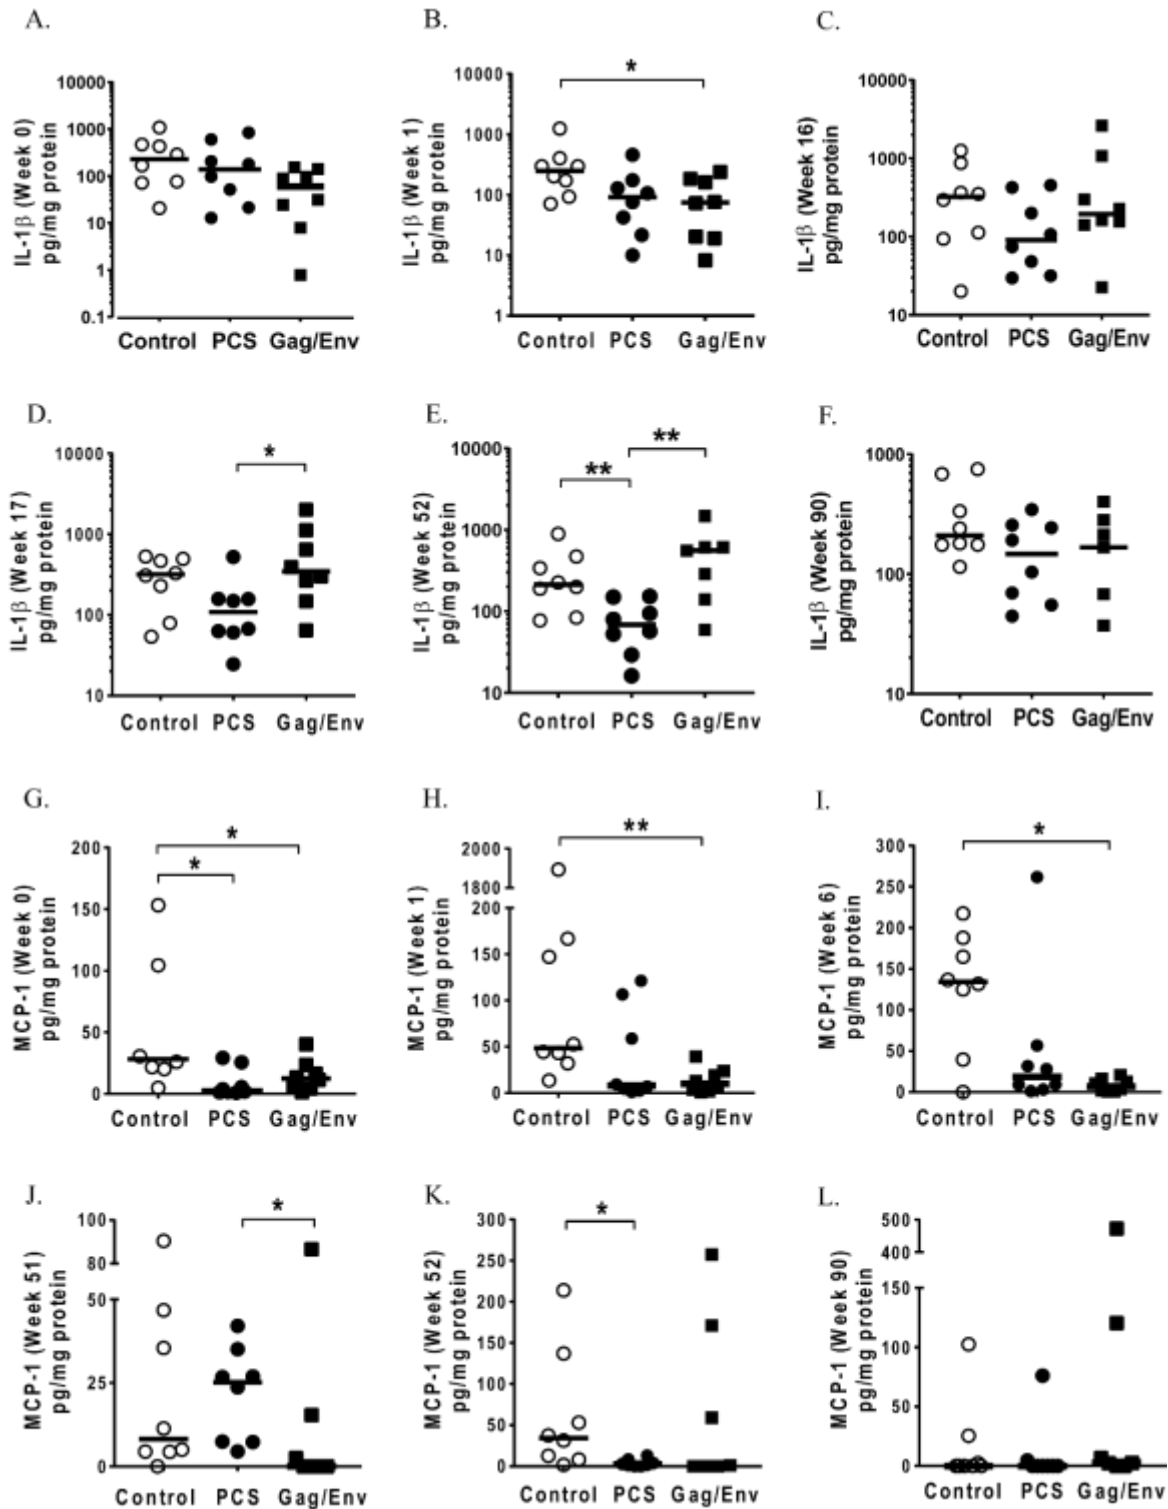 A.
IL-1β (Week 0)
pg/mg protein
10000
1000
100
10
1
0.1
Control PCS Gag/Env
B.
IL-1β (Week 1)
pg/mg protein
10000
1000
100
10
1
*
Control PCS Gag/Env
C.
IL-1β (Week 16)
pg/mg protein
10000
1000
100
10
Control PCS Gag/Env
D.
IL-1β (Week 17)
pg/mg protein
10000
1000
100
10
*
Control PCS Gag/Env
E.
IL-1β (Week 52)
pg/mg protein
10000
1000
100
10
**
**
Control PCS Gag/Env
F.
IL-1β (Week 90)
pg/mg protein
1000
100
10
Control PCS Gag/Env
G.
MCP-1 (Week 0)
pg/mg protein
200
150
100
50
0
*
*
Control PCS Gag/Env
H.
MCP-1 (Week 1)
pg/mg protein
2000
1800
200
150
100
50
0
**
Control PCS Gag/Env
I.
MCP-1 (Week 6)
pg/mg protein
300
250
200
150
100
50
0
*
Control PCS Gag/Env
J.
MCP-1 (Week 51)
pg/mg protein
100
80
50
25
0
*
Control PCS Gag/Env
K.
MCP-1 (Week 52)
pg/mg protein
300
250
200
150
100
50
0
*
Control PCS Gag/Env
L.
MCP-1 (Week 90)
pg/mg protein
500
400
150
100
50
0
Control PCS Gag/Env